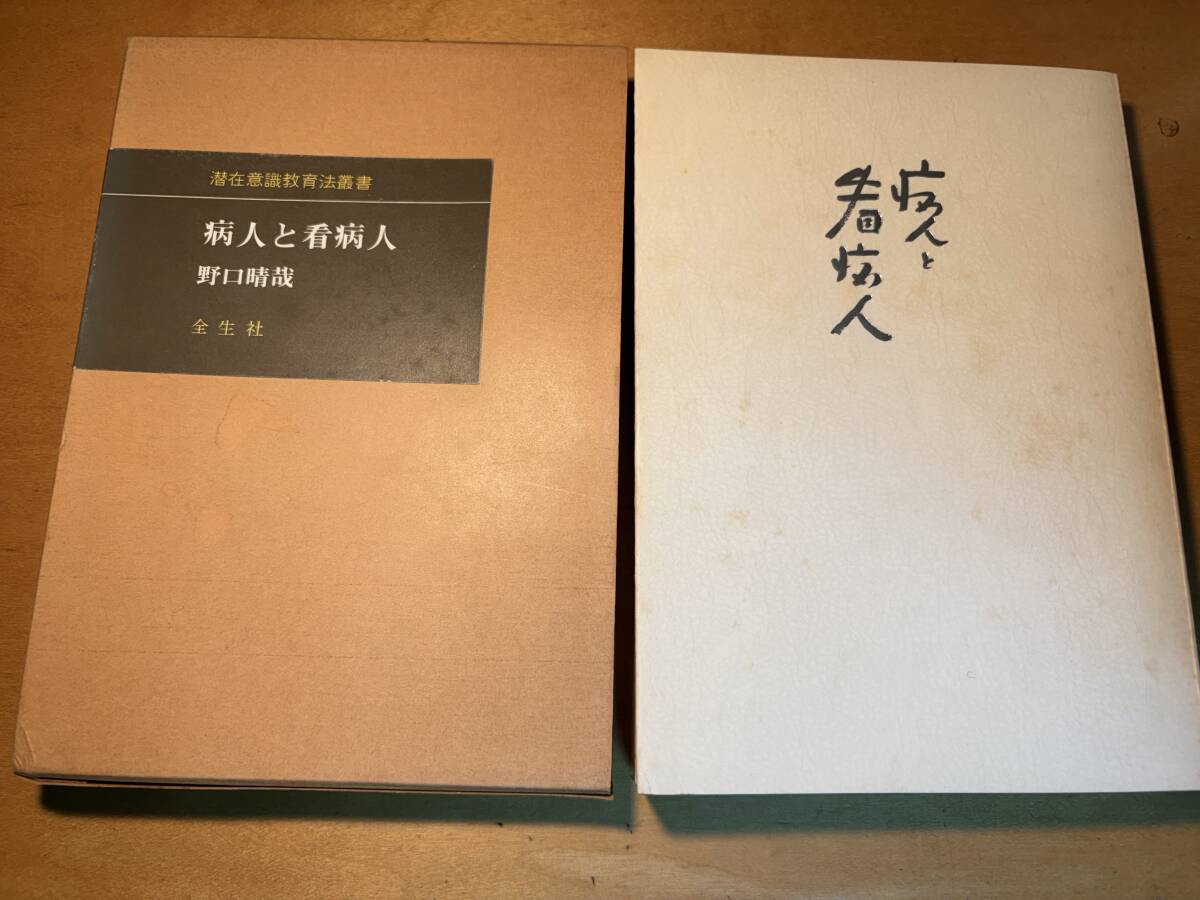 潜在意識教育法叢書
病人と看病人
野口晴哉
全生社
病人と
看病人